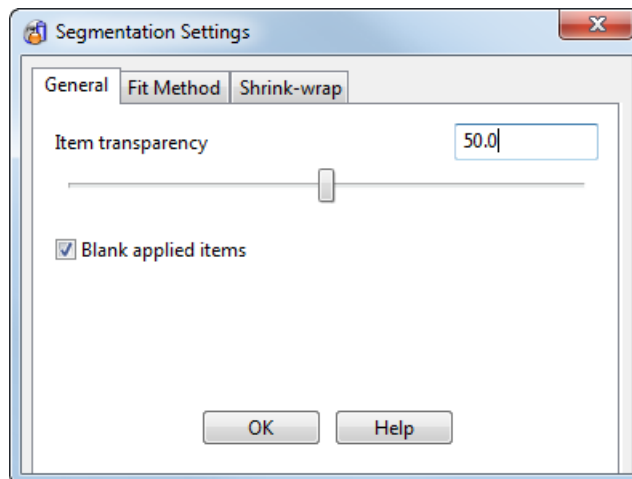 Segmentation Settings
General Fit Method Shrink-wrap
Item transparency 50.0
Blank applied items
OK Help